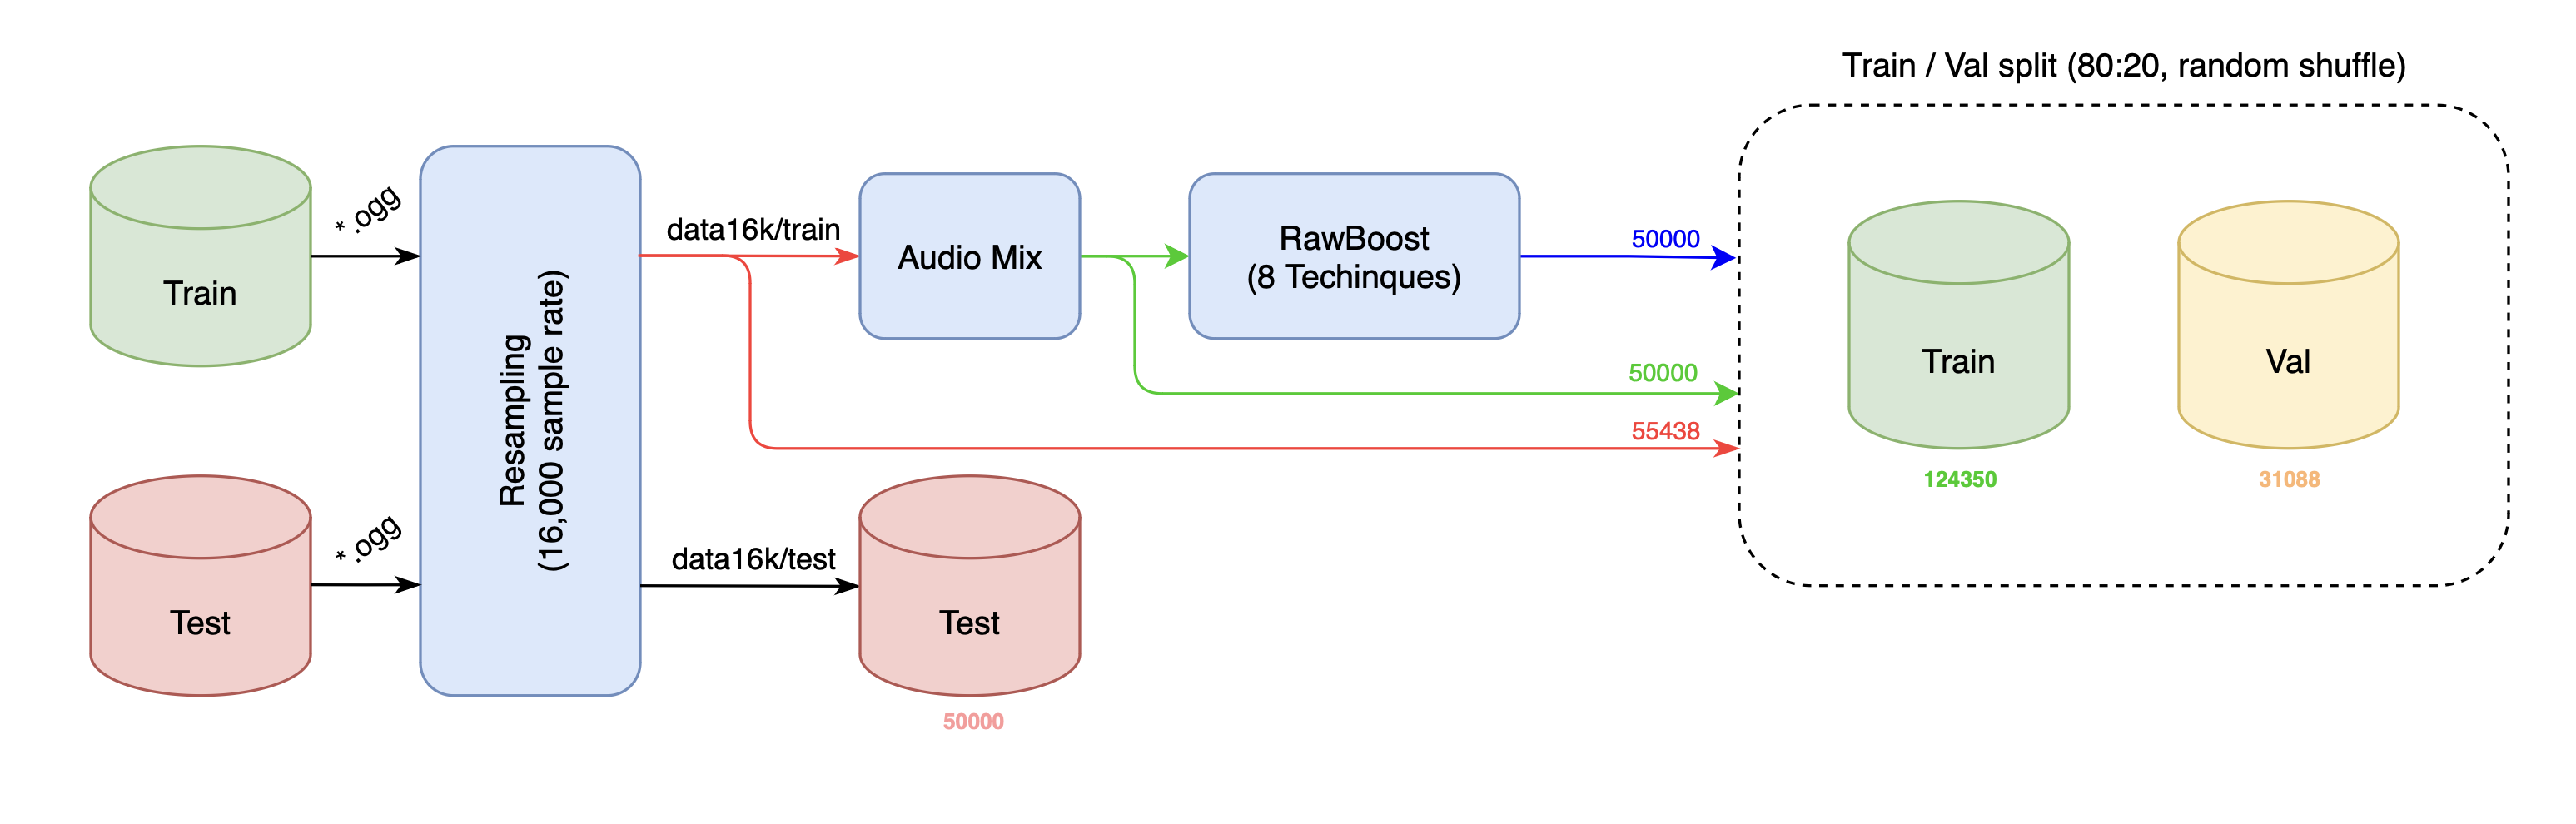 Train / Val split (80:20, random shuffle)
*.ogg
Train
data16k/train
Audio Mix
RawBoost
(8 Techinques)
50000
Resampling
(16,000 sample rate)
50000
55438
Train
Val
124350
31088
*.ogg
Test
data16k/test
Test
50000